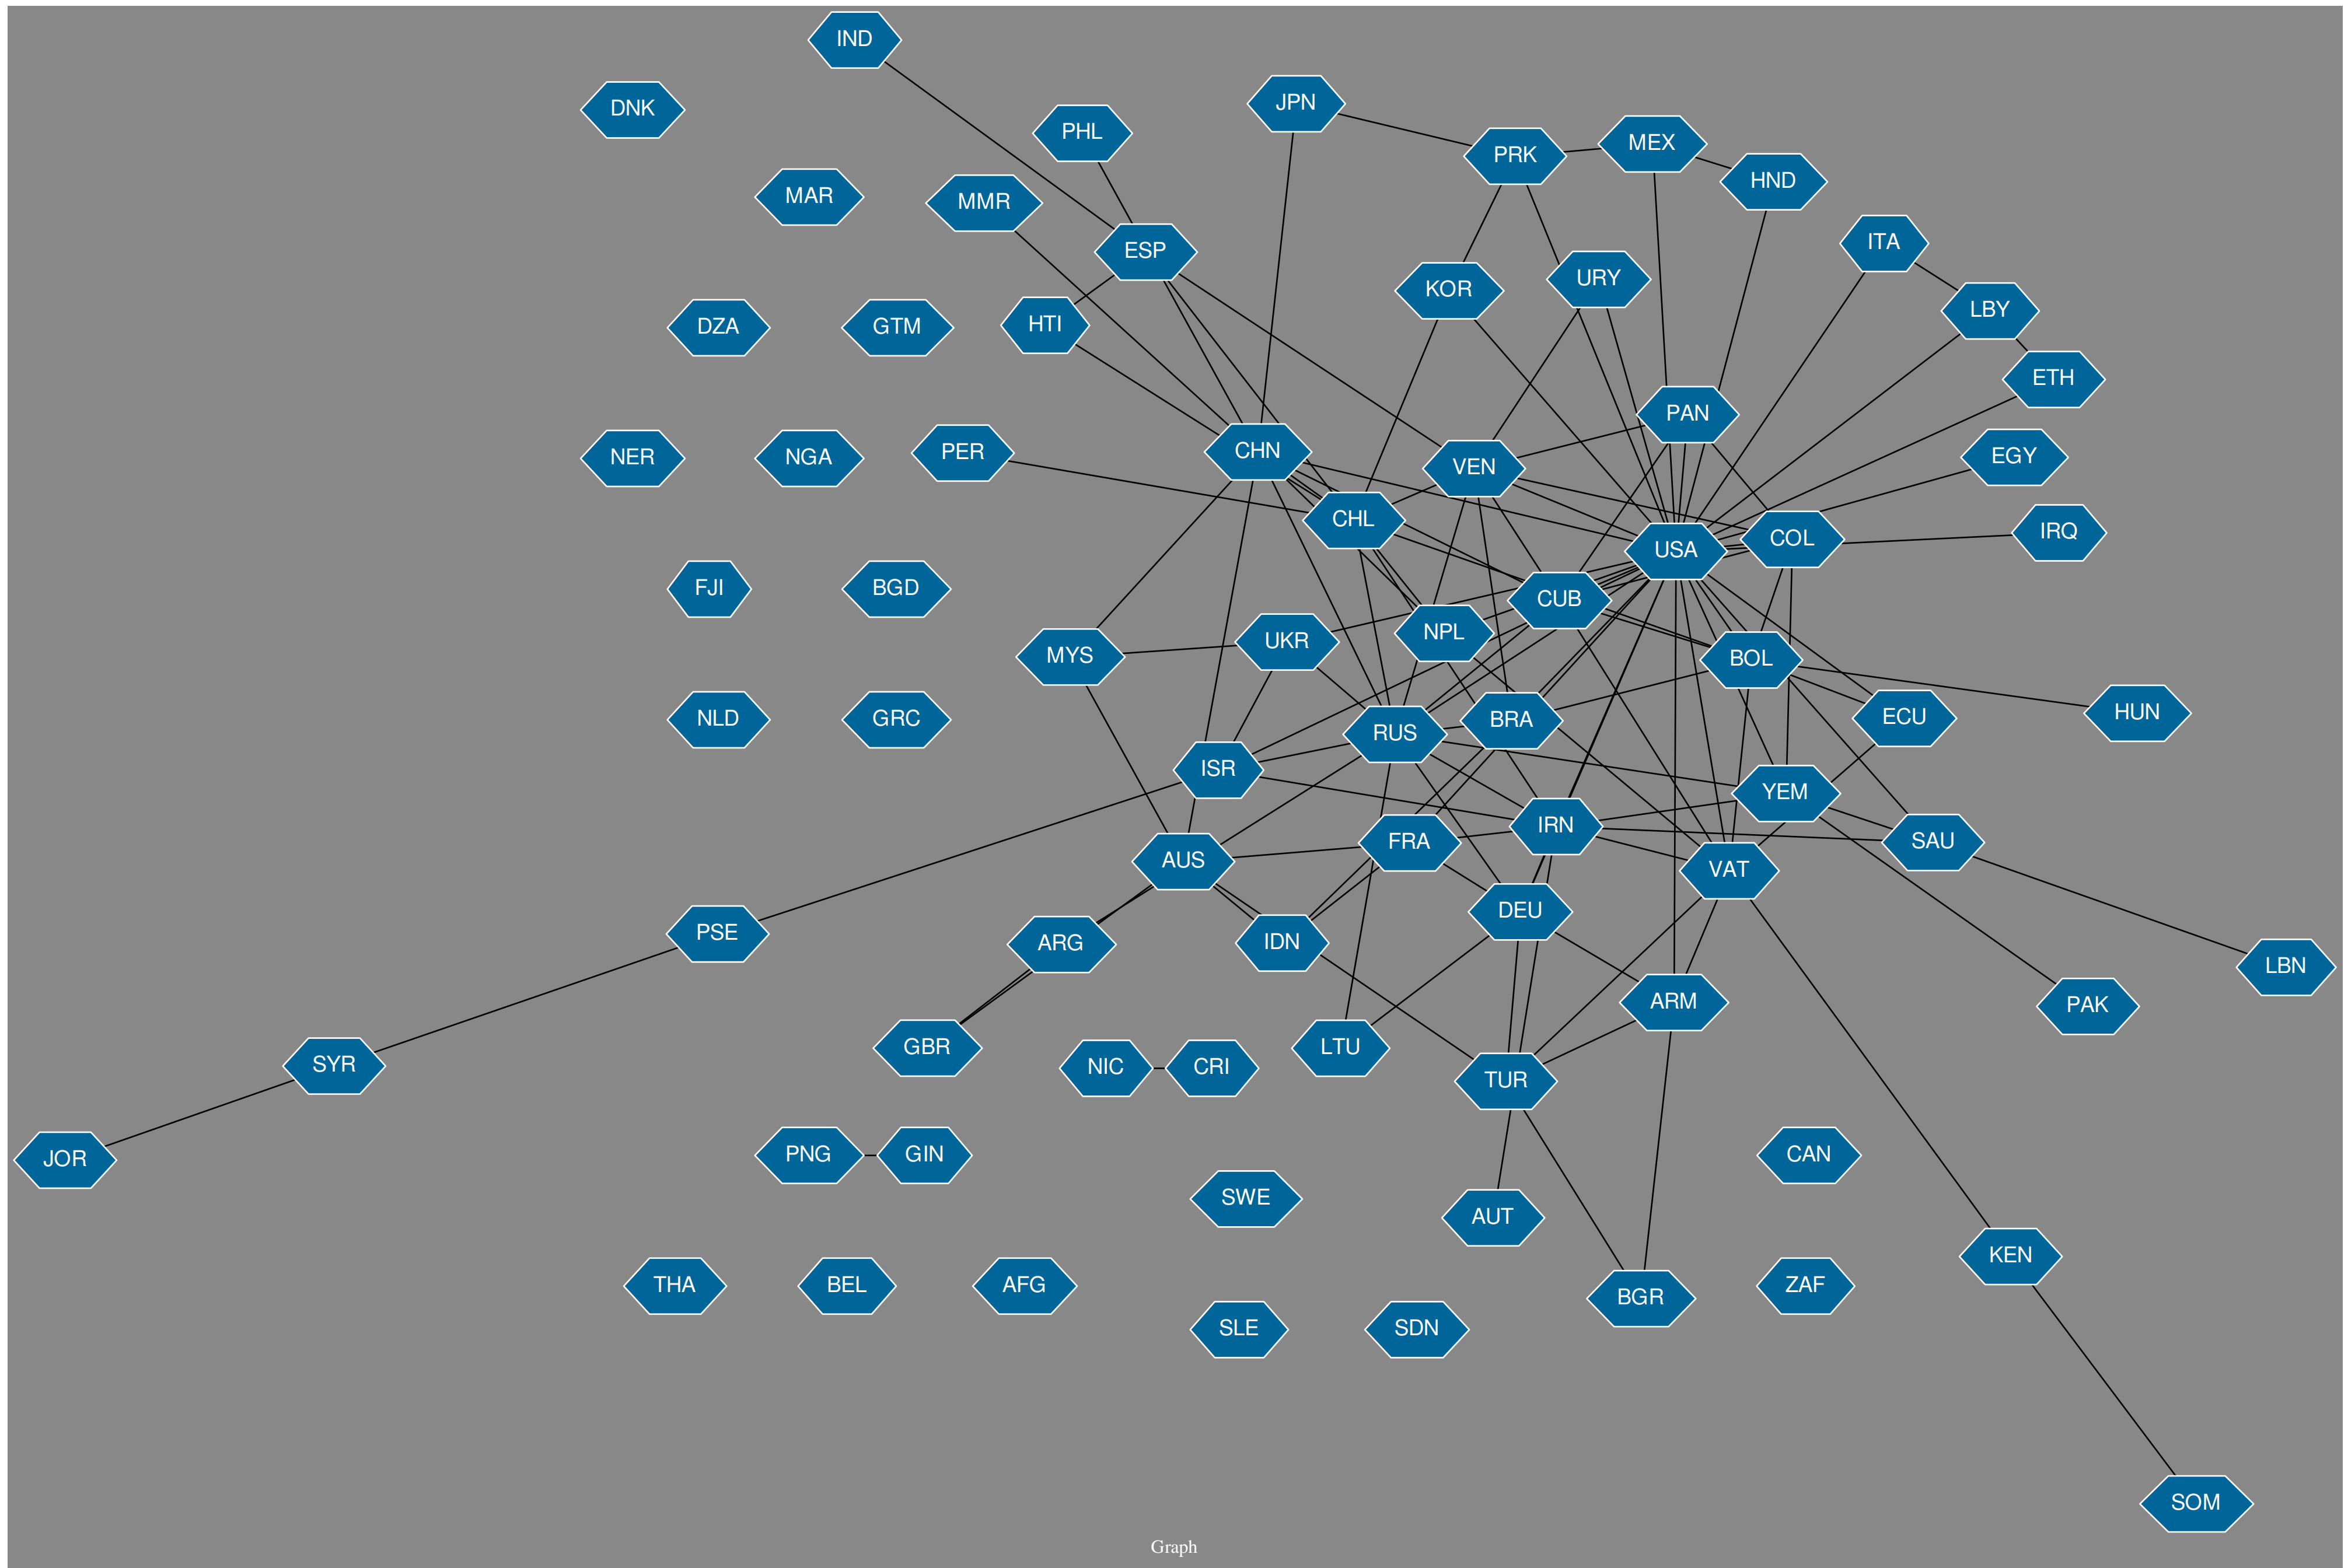 IND
DNK
JPN
PHL
MEX
PRK
HND
MAR
MMR
ITA
ESP
URY
KOR
LBY
HTI
DZA
GTM
ETH
PAN
CHN
PER
EGY
NER
NGA
VEN
CHL
IRQ
COL
USA
FJI
BGD
CUB
NPL
UKR
MYS
BOL
HUN
NLD
GRC
ECU
BRA
RUS
ISR
YEM
IRN
FRA
SAU
AUS
VAT
DEU
PSE
IDN
ARG
LBN
ARM
PAK
GBR
LTU
SYR
NIC
CRI
TUR
PNG
GIN
CAN
JOR
SWE
AUT
KEN
THA
BEL
AFG
ZAF
BGR
SLE
SDN
SOM
Graph